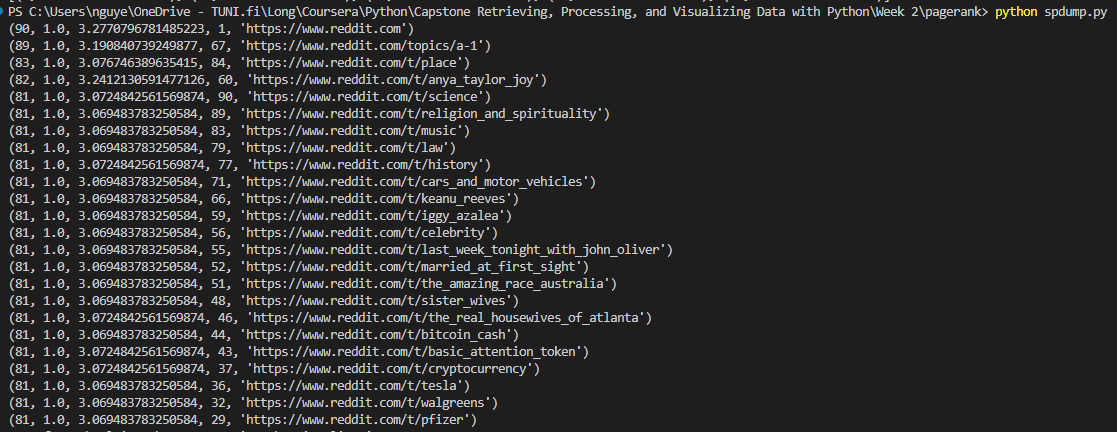 PS C:\Users\nguye\OneDrive - TUNI.fi\Long\Coursera\Python\Capstone Retrieving, Processing, and Visualizing Data with Python\Week 2\pagerank> python spdump.py
(90, 1.0, 3.2770796781485223, 1, 'https://www.reddit.com')
(89, 1.0, 3.190840739249877, 67, 'https://www.reddit.com/topics/a-1')
(83, 1.0, 3.076746389635415, 84, 'https://www.reddit.com/t/place')
(82, 1.0, 3.2412130591477126, 60, 'https://www.reddit.com/t/anya_taylor_joy')
(81, 1.0, 3.0724842561569874, 90, 'https://www.reddit.com/t/science')
(81, 1.0, 3.069483783250584, 89, 'https://www.reddit.com/t/religion_and_spirituality')
(81, 1.0, 3.069483783250584, 83, 'https://www.reddit.com/t/music')
(81, 1.0, 3.069483783250584, 79, 'https://www.reddit.com/t/law')
(81, 1.0, 3.0724842561569874, 77, 'https://www.reddit.com/t/history')
(81, 1.0, 3.069483783250584, 71, 'https://www.reddit.com/t/cars_and_motor_vehicles')
(81, 1.0, 3.069483783250584, 66, 'https://www.reddit.com/t/keanu_reeves')
(81, 1.0, 3.069483783250584, 59, 'https://www.reddit.com/t/iggy_azalea')
(81, 1.0, 3.069483783250584, 56, 'https://www.reddit.com/t/celebrity')
(81, 1.0, 3.069483783250584, 55, 'https://www.reddit.com/t/last_week_tonight_with_john_oliver')
(81, 1.0, 3.069483783250584, 52, 'https://www.reddit.com/t/married_at_first_sight')
(81, 1.0, 3.069483783250584, 51, 'https://www.reddit.com/t/the_amazing_race_australia')
(81, 1.0, 3.069483783250584, 48, 'https://www.reddit.com/t/sister_wives')
(81, 1.0, 3.0724842561569874, 46, 'https://www.reddit.com/t/the_real_housewives_of_atlanta')
(81, 1.0, 3.069483783250584, 44, 'https://www.reddit.com/t/bitcoin_cash')
(81, 1.0, 3.0724842561569874, 43, 'https://www.reddit.com/t/basic_attention_token')
(81, 1.0, 3.0724842561569874, 37, 'https://www.reddit.com/t/cryptocurrency')
(81, 1.0, 3.069483783250584, 36, 'https://www.reddit.com/t/tesla')
(81, 1.0, 3.069483783250584, 32, 'https://www.reddit.com/t/walgreens')
(81, 1.0, 3.069483783250584, 29, 'https://www.reddit.com/t/pfizer')